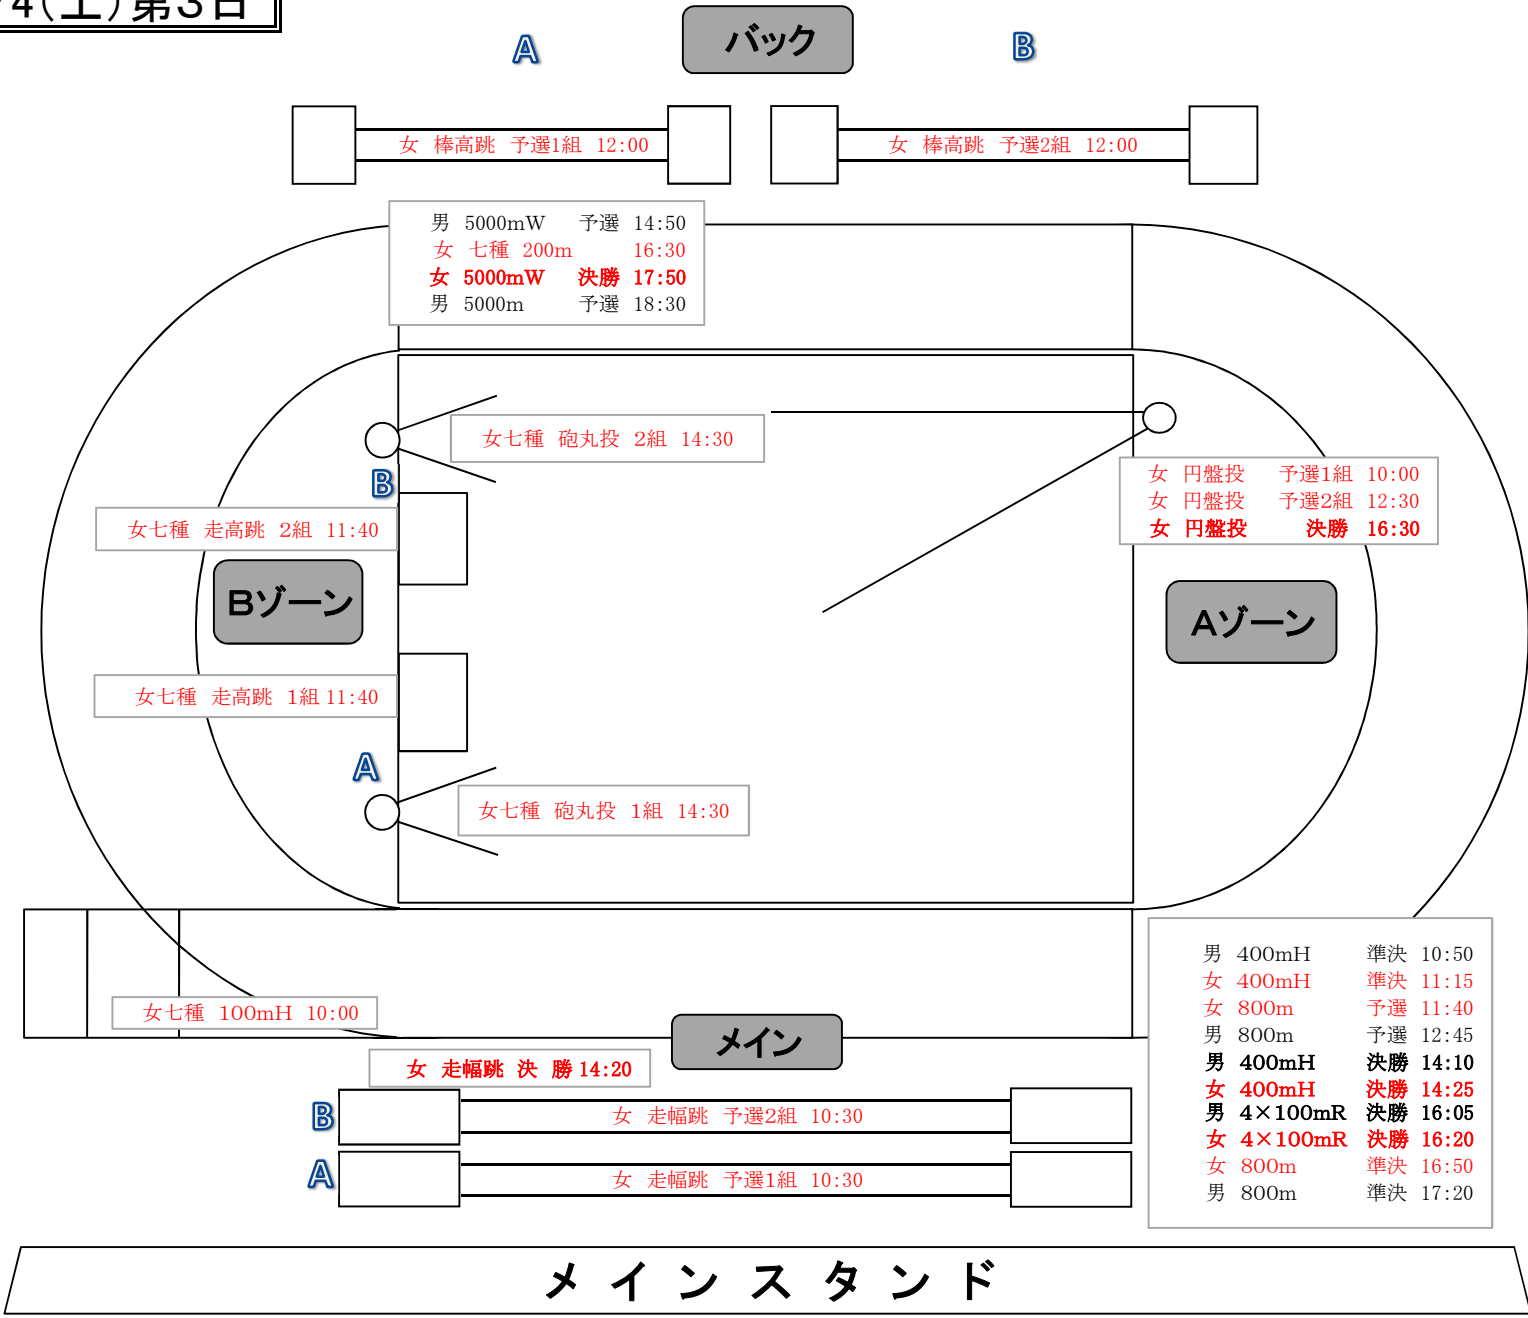 4(土)第3日
A
バック
B
女 棒高跳 予選1組 12:00
女 棒高跳 予選2組 12:00
男 5000mW 予選 14:50
女 七種 200m 16:30
女 5000mW 決勝 17:50
男 5000m 予選 18:30
女七種 砲丸投 2組 14:30
B
女 円盤投 予選1組 10:00
女 円盤投 予選2組 12:30
女 円盤投 決勝 16:30
女七種 走高跳 2組 11:40
Bゾーン
Aゾーン
女七種 走高跳 1組 11:40
A
女七種 砲丸投 1組 14:30
男 400mH 準決 10:50
女 400mH 準決 11:15
女 800m 予選 11:40
男 800m 予選 12:45
男 400mH 決勝 14:10
女 400mH 決勝 14:25
男 4×100mR 決勝 16:05
女 4×100mR 決勝 16:20
女 800m 準決 16:50
男 800m 準決 17:20
女七種 100mH 10:00
メイン
女 走幅跳 決 勝 14:20
B
女 走幅跳 予選2組 10:30
A
女 走幅跳 予選1組 10:30
メインスタンド